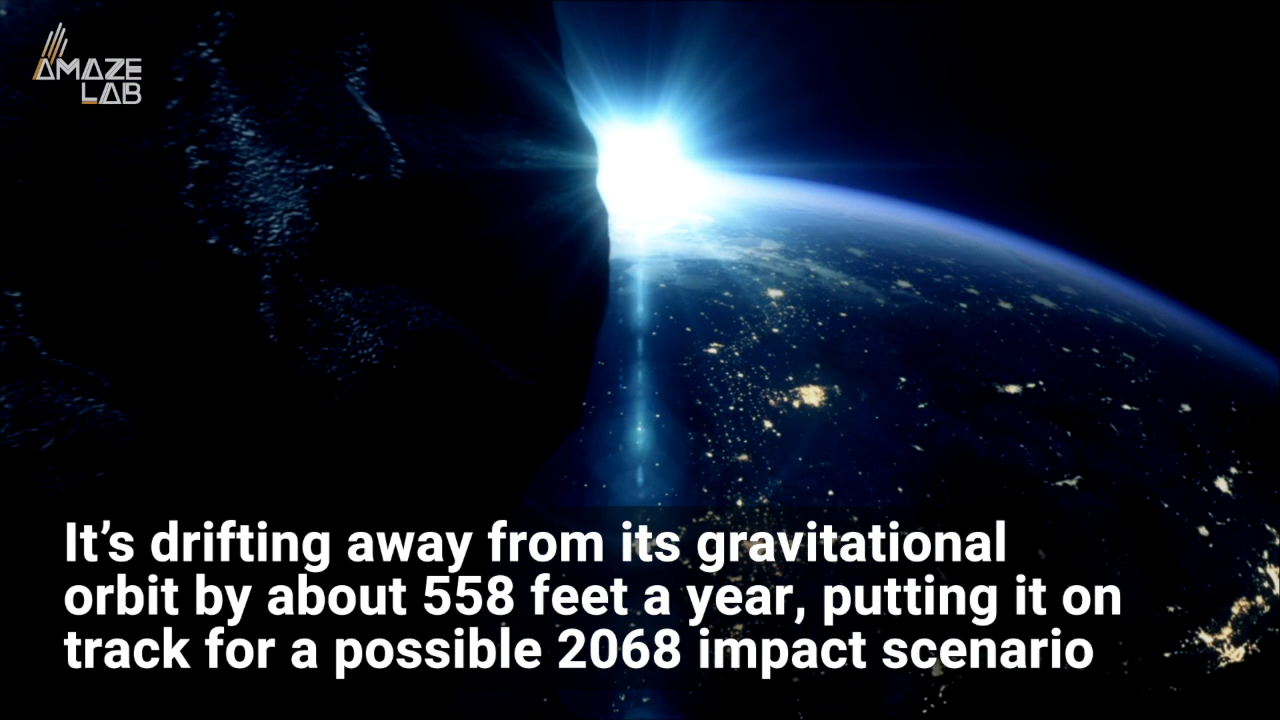 AMAZE
LAB
It’s drifting away from its gravitational
orbit by about 558 feet a year, putting it on
track for a possible 2068 impact scenario